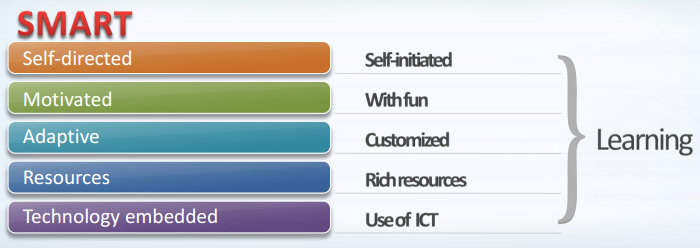 SMART
Self-directed
Self-initiated
Motivated
With fun
Adaptive
Customized
Resources
Rich resources
Technology embedded
Use of ICT
Learning